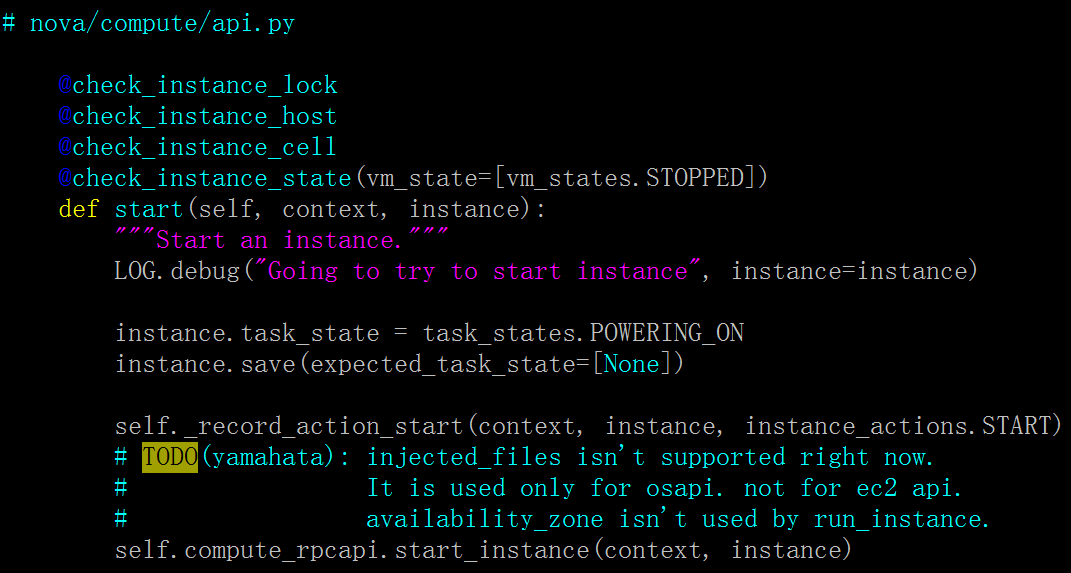 # nova/compute/api.py
@check_instance_lock
@check_instance_host
@check_instance_cell
@check_instance_state(vm_state=[vm_states.STOPPED])
def start(self, context, instance):
"""Start an instance."""
LOG.debug("Going to try to start instance", instance=instance)
instance.task_state = task_states.POWERING_ON
instance.save(expected_task_state=[None])
self._record_action_start(context, instance, instance_actions.START)
# TODO(yamahata): injected_files isn't supported right now.
# It is used only for osapi. not for ec2 api.
# availability_zone isn't used by run_instance.
self.compute_rpcapi.start_instance(context, instance)